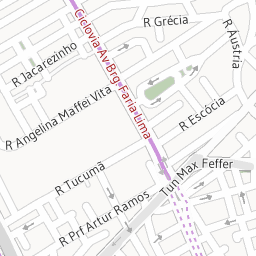 R Grécia
R Áustria
Ciclovia Av Brg. Faria Lima
R Jacarezinho
R Angelina Maffei Vita
R Escócia
R Tucumã
Tun Max Feffer
R Prf Artur Ramos